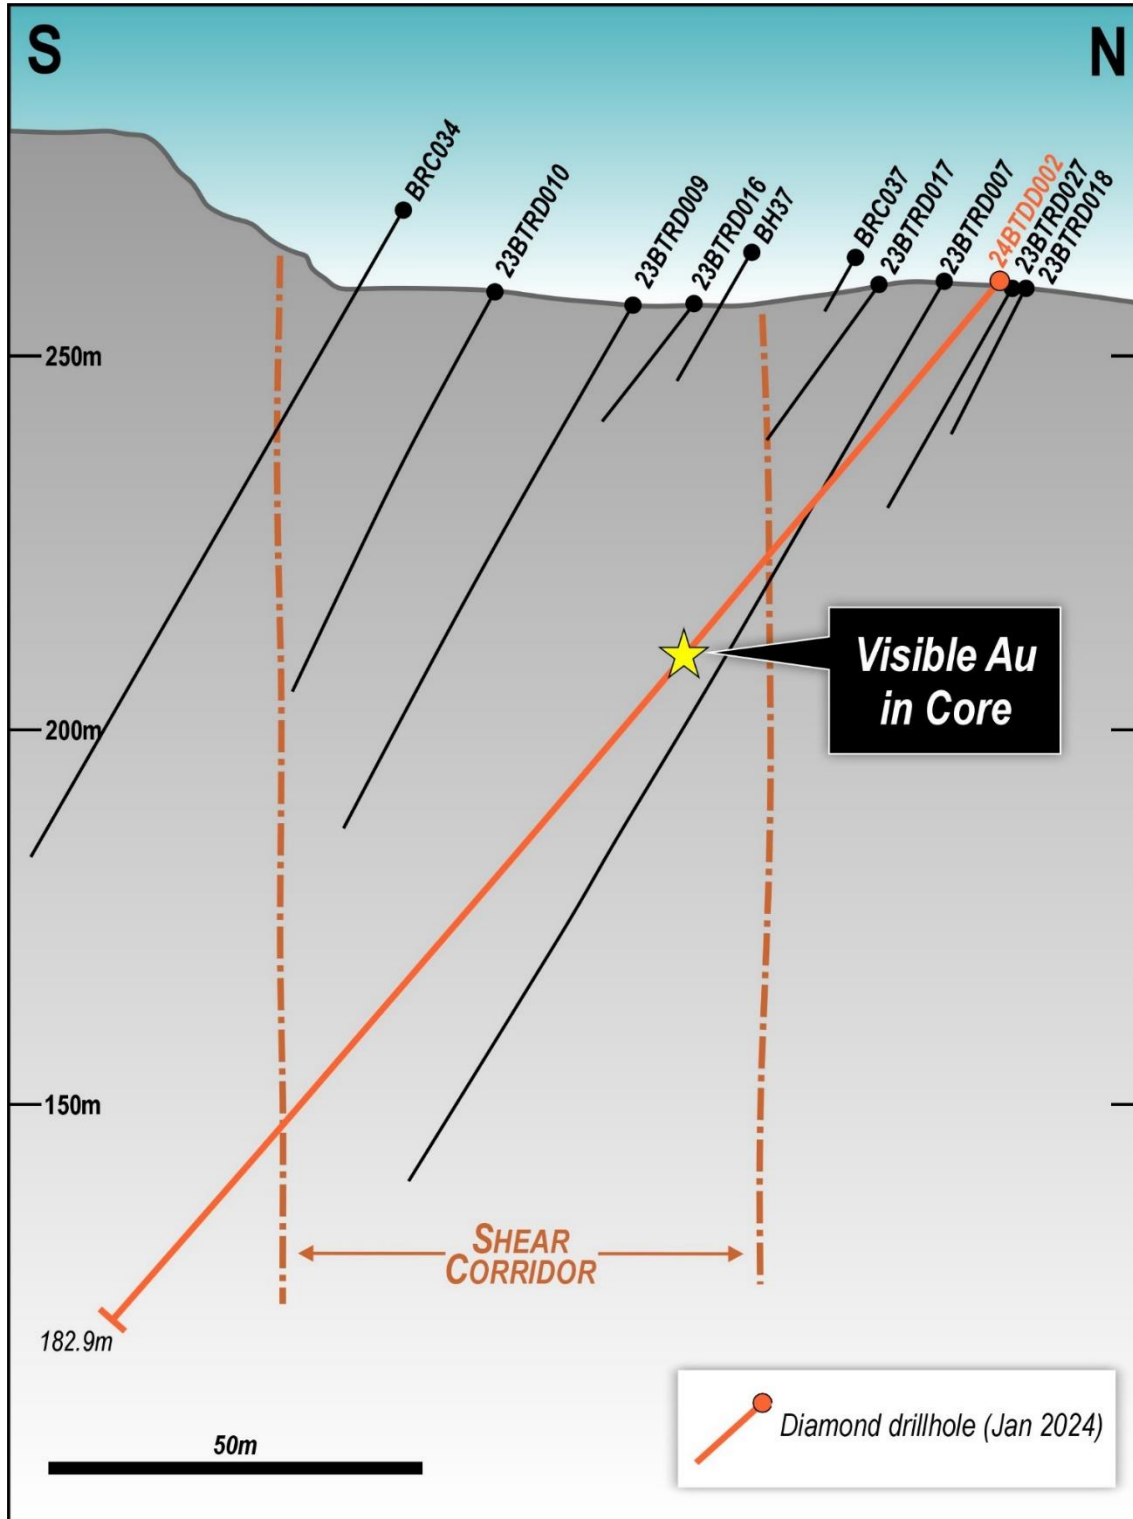 S
N
BRC034
23BTRD010
23BTRD009
23BTRD016
BH37
BRC037
23BTRD017
23BTRD007
24BTDD002
23BTRD027
23BTRD018
250m
Visible Au
in Core
200m
150m
SHEAR
CORRIDOR
182.9m
Diamond drillhole (Jan 2024)
50m